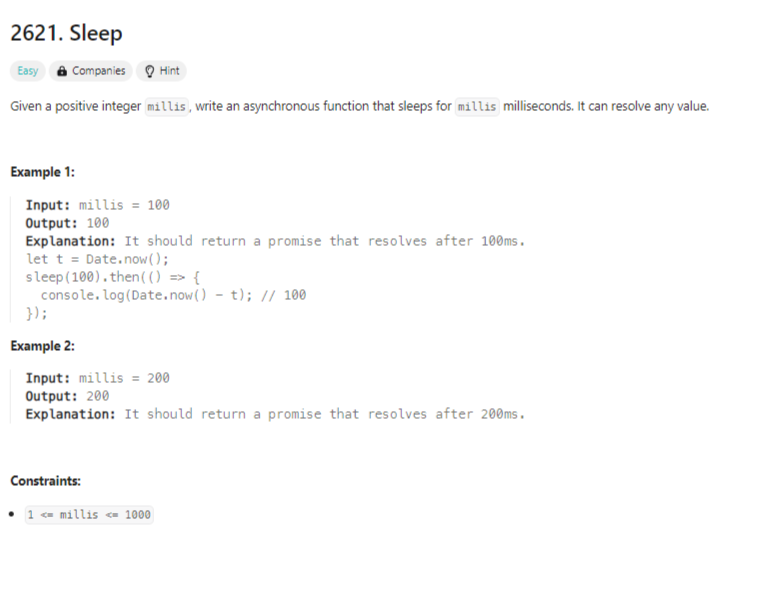 2621. Sleep
Easy Companies Hint
Given a positive integer millis, write an asynchronous function that sleeps for millis milliseconds. It can resolve any value.
Example 1:
Input: millis = 100
Output: 100
Explanation: It should return a promise that resolves after 100ms.
let t = Date.now();
sleep(100).then(() => {
  console.log(Date.now() - t); // 100
});
Example 2:
Input: millis = 200
Output: 200
Explanation: It should return a promise that resolves after 200ms.
Constraints:
• 1 <= millis <= 1000